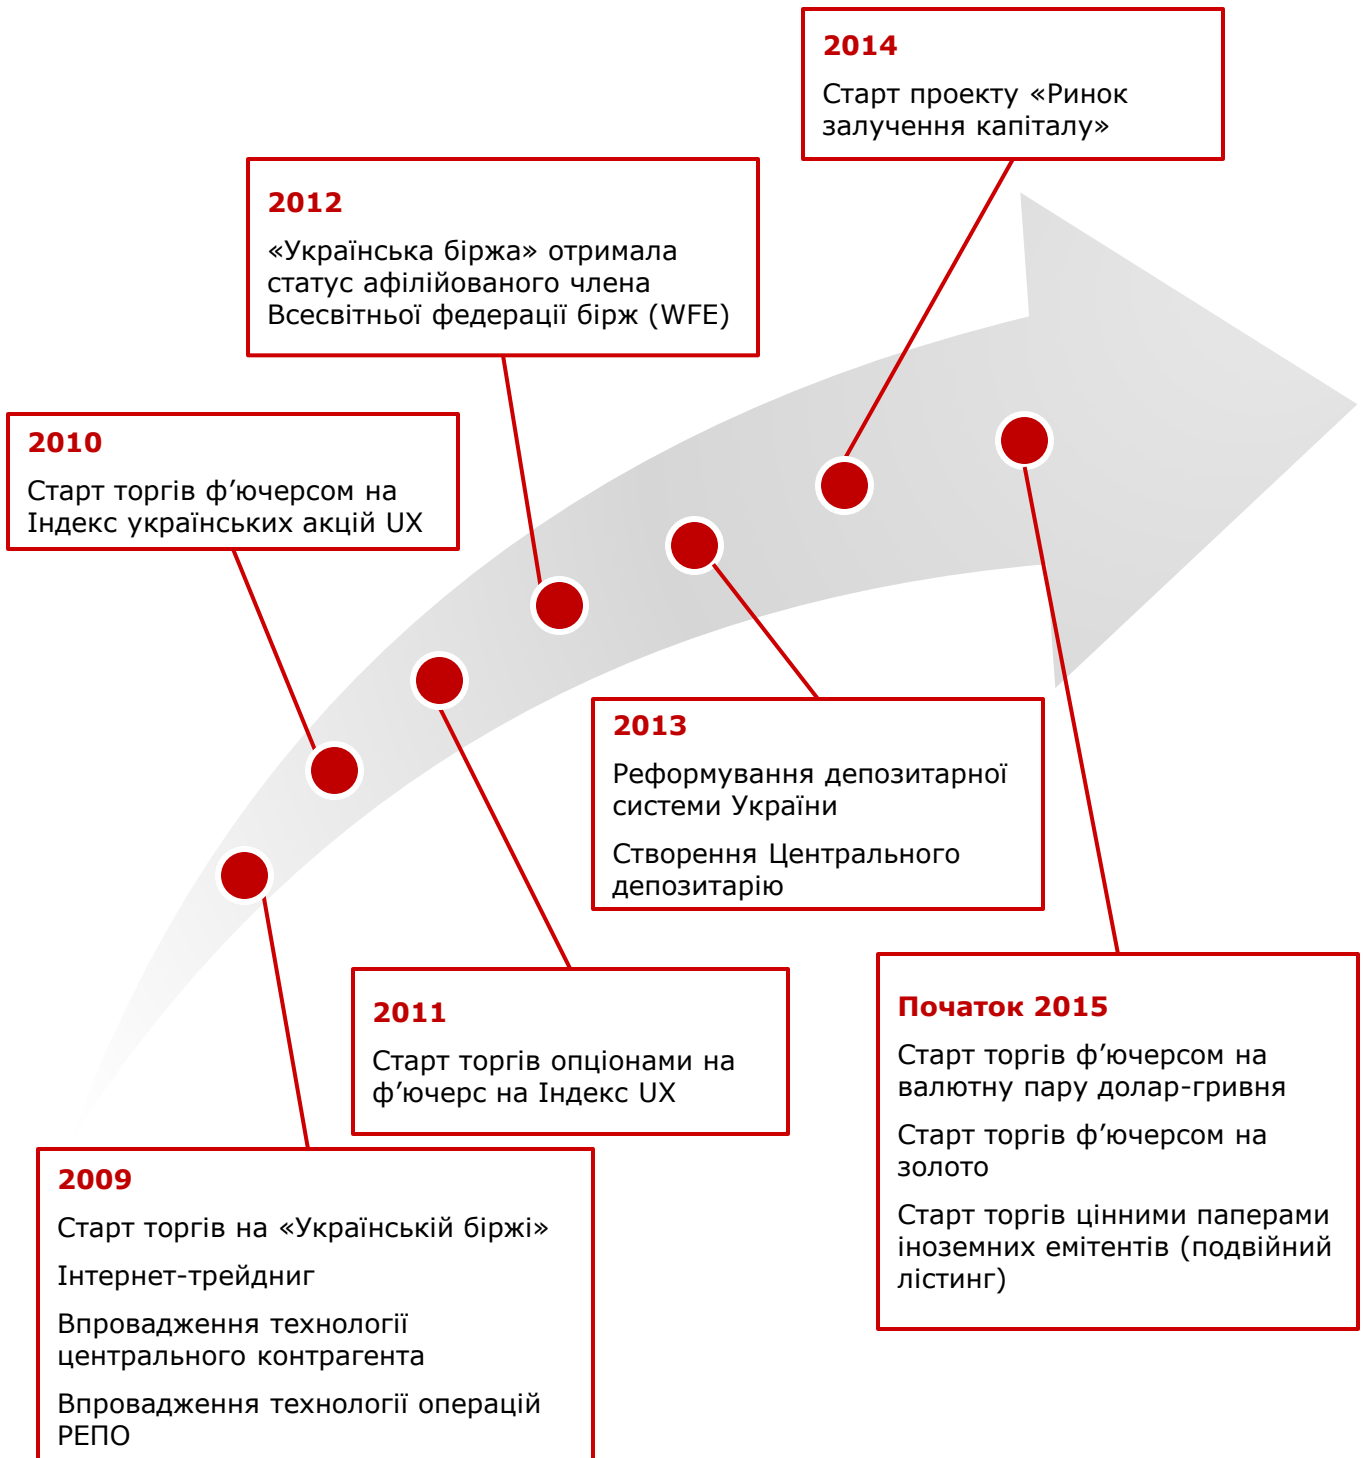 2014
Старт проекту «Ринок
залучення капіталу»
2012
«Українська біржа» отримала
статус афілійованого члена
Всесвітньої федерації бірж (WFE)
2010
Старт торгів ф’ючерсом на
Індекс українських акцій UX
2013
Реформування депозитарної
системи України
Створення Центрального
депозитарію
2011
Старт торгів опціонами на
ф’ючерс на Індекс UX
Початок 2015
Старт торгів ф’ючерсом на
валютну пару долар-гривня
Старт торгів ф’ючерсом на
золото
Старт торгів цінними паперами
іноземних емітентів (подвійний
лістинг)
2009
Старт торгів на «Українській біржі»
Інтернет-трейдниг
Впровадження технології
центрального контрагента
Впровадження технології операцій
РЕПО